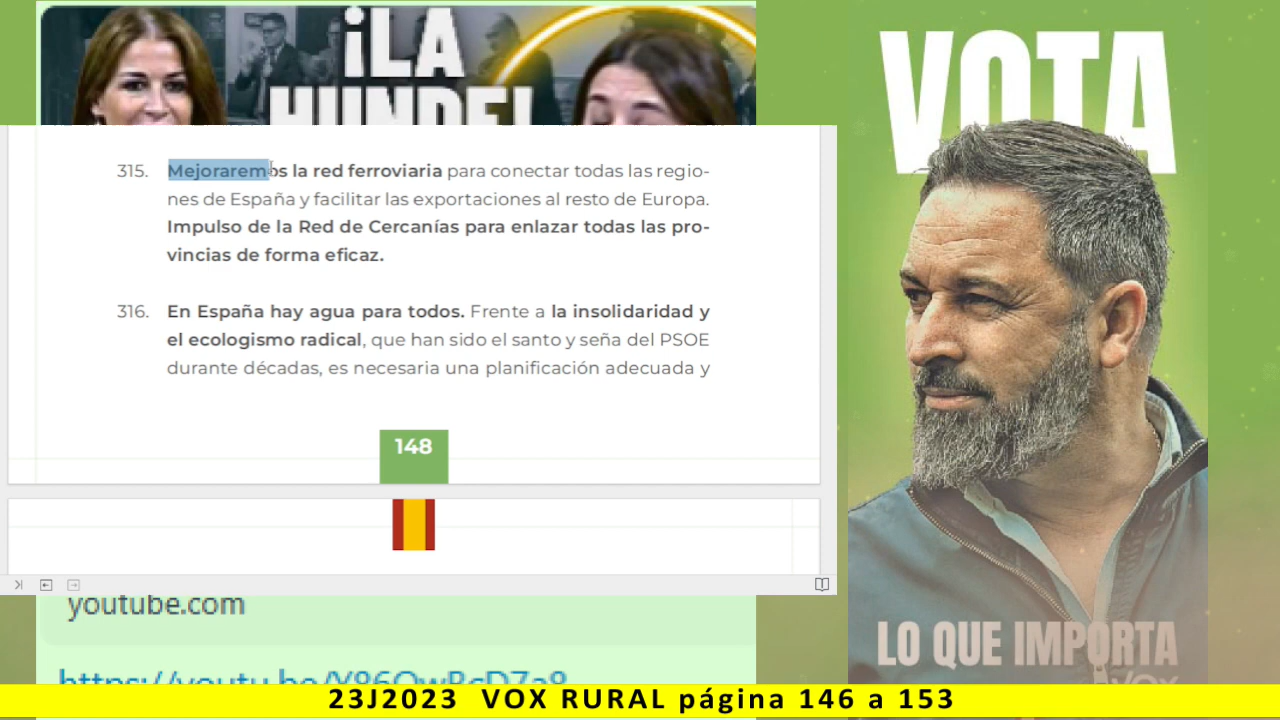 ¡LA
HUNDE!
315. Mejoraremos la red ferroviaria para conectar todas las regio-
nes de España y facilitar las exportaciones al resto de Europa.
Impulso de la Red de Cercanías para enlazar todas las pro-
vincias de forma eficaz.
316. En España hay agua para todos. Frente a la insolidaridad y
el ecologismo radical, que han sido el santo y seña del PSOE
durante décadas, es necesaria una planificación adecuada y
148
youtube.com
VOTA
LO QUE IMPORTA
VOX
23J2023 VOX RURAL página 146 a 153